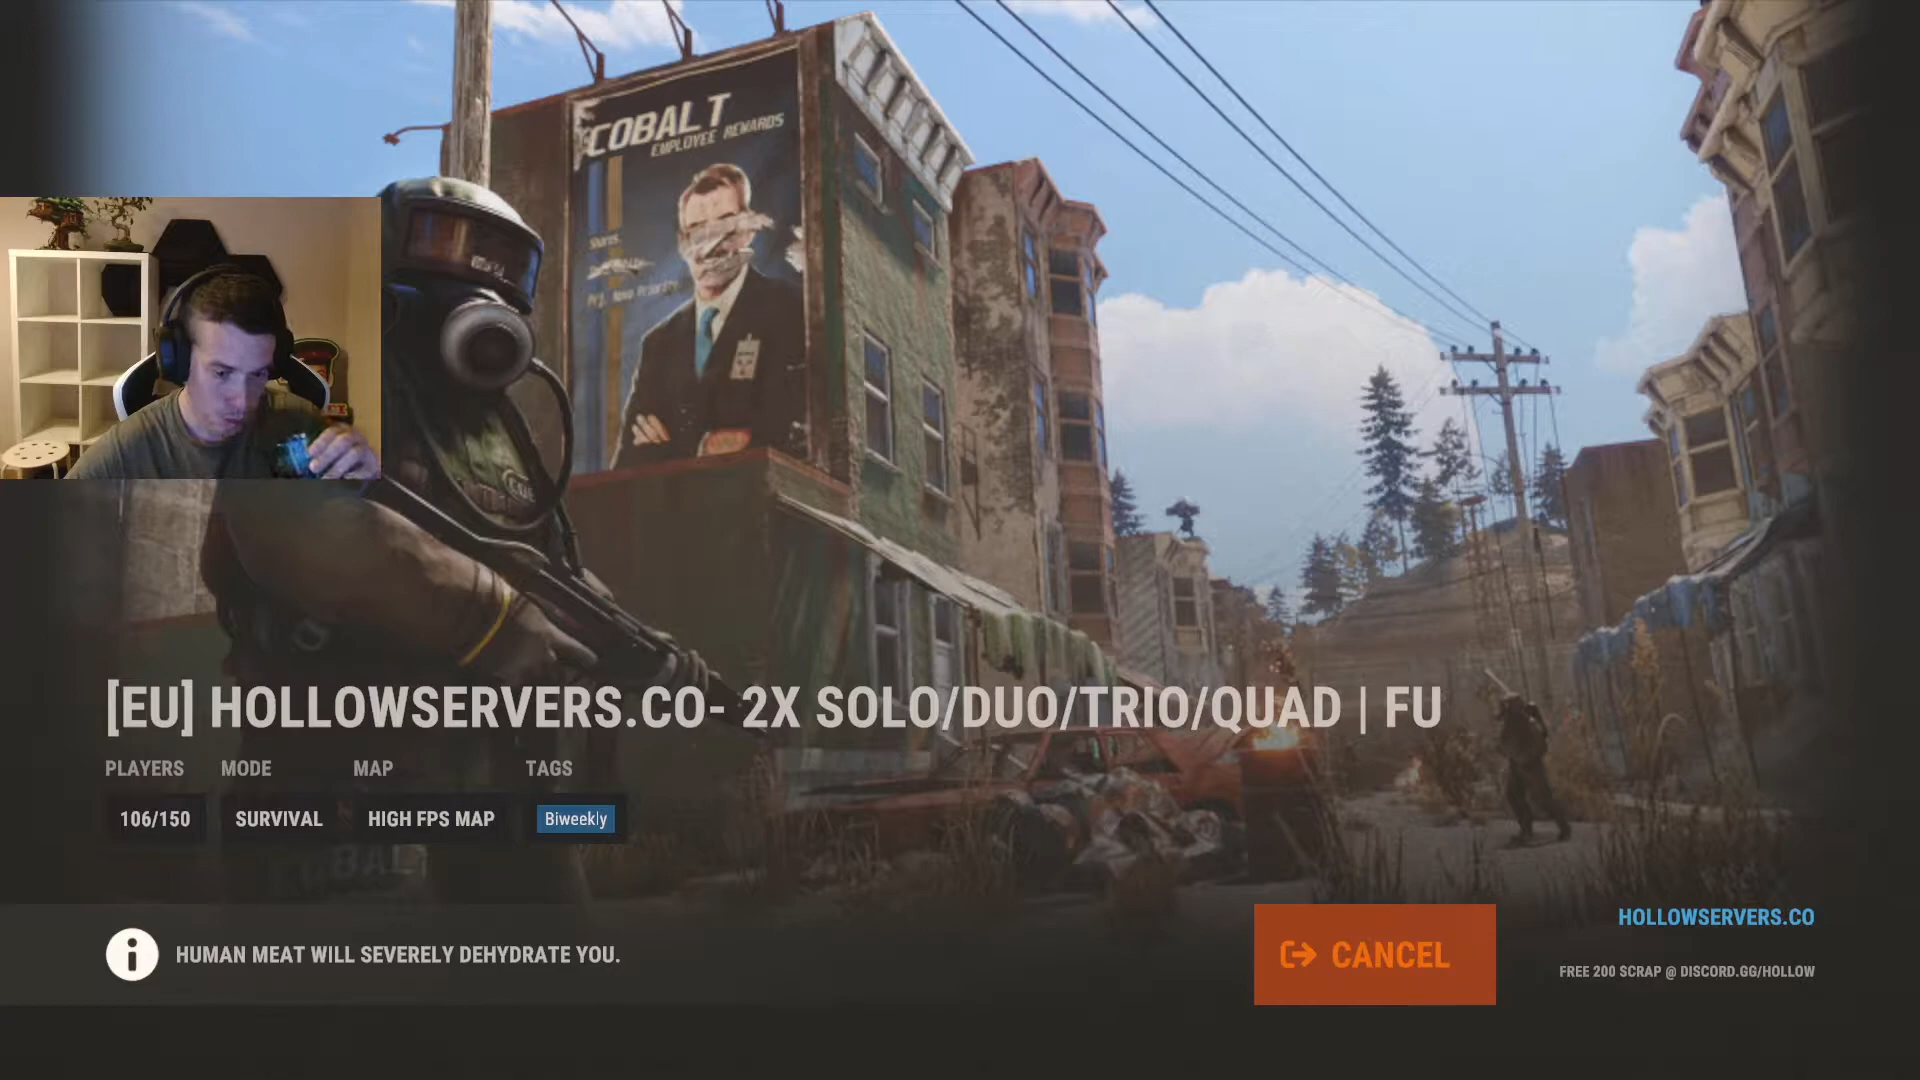 COBALT
EMPLOYEE REWARDS
Shares
[EU] HOLLOWSERVERS.CO- 2X SOLO/DUO/TRIO/QUAD | FU
PLAYERS MODE MAP TAGS
106/150 SURVIVAL HIGH FPS MAP Biweekly
COBALT
HUMAN MEAT WILL SEVERELY DEHYDRATE YOU.
CANCEL
HOLLOWSERVERS.CO
FREE 200 SCRAP @ DISCORD.GG/HOLLOW